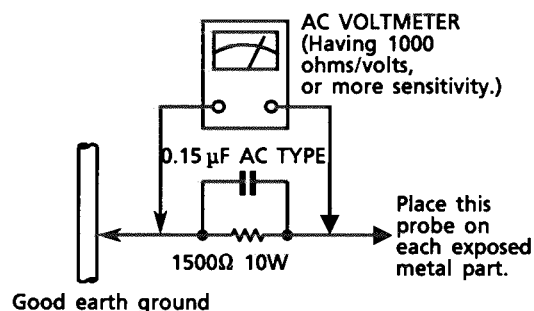 AC VOLTMETER
(Having 1000
ohms/volts,
or more sensitivity.)
0.15 µF AC TYPE
Place this
probe on
each exposed
metal part.
1500Ω 10W
Good earth ground